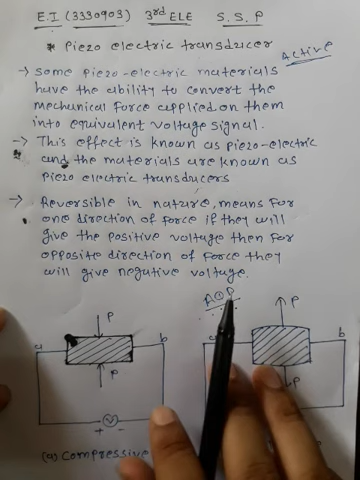 E.I (3330903) 3rd ELE S. S. P
* Piezo electric transducer Active
→ Some Piezo-electric materials
have the ability to convert the
mechanical Force applied on them
into equivalent voltage signal.
→ This effect is known as Piezo-electric
and the materials are known as
Piezo electric transducers
→ Reversible in nature, means For
one direction of Force if they will
give the positive voltage then For
opposite direction of Force they
will give negative voltage.
P
a
b
P
V
+ -
(a) Compressive
P
a
b
P